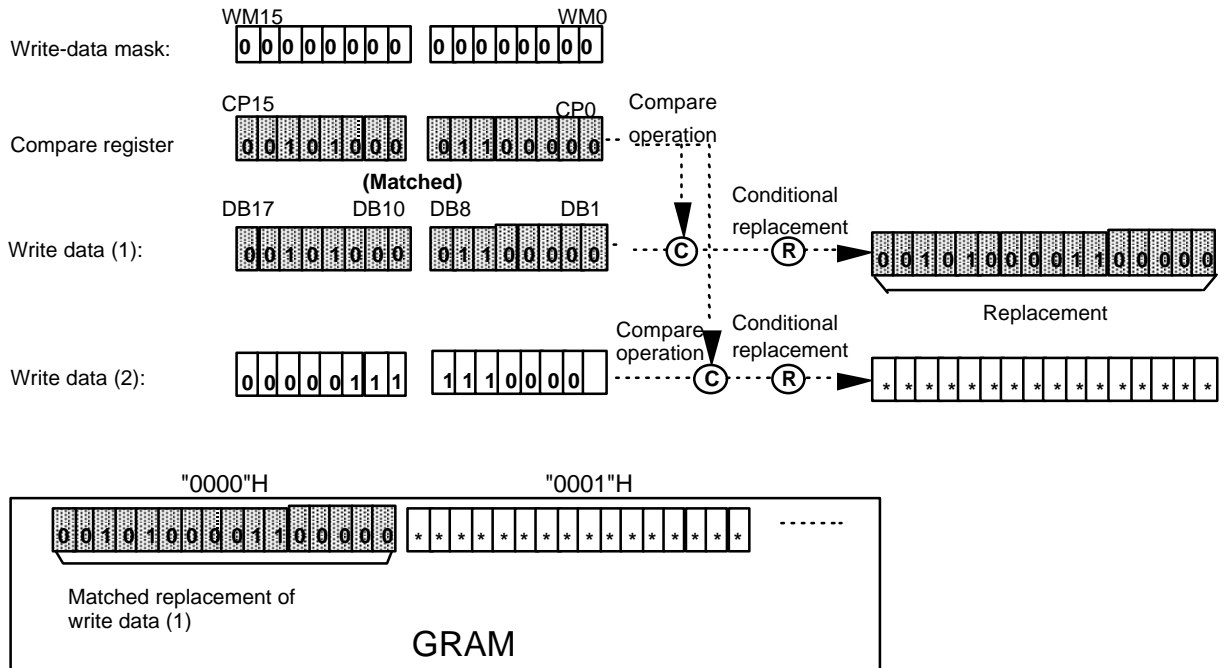 WM15 WM0
Write-data mask: 0 0 0 0 0 0 0 0 0 0 0 0 0 0 0 0
CP15 CP0 Compare
operation
Compare register 0 0 1 0 1 0 0 0 0 1 1 0 0 0 0 0
(Matched)
DB17 DB10 DB8 DB1 Conditional
replacement
Write data (1): 0 0 1 0 1 0 0 0 0 1 1 0 0 0 0 0 C R 0 0 1 0 1 0 0 0 0 1 1 0 0 0 0 0
Replacement
Compare Conditional
operation replacement
Write data (2): 0 0 0 0 0 1 1 1 1 1 1 0 0 0 0 C R * * * * * * * * * * * * * * * *
"0000"H "0001"H
0 0 1 0 1 0 0 0 0 1 1 0 0 0 0 0 * * * * * * * * * * * * * * * *
Matched replacement of
write data (1)
GRAM